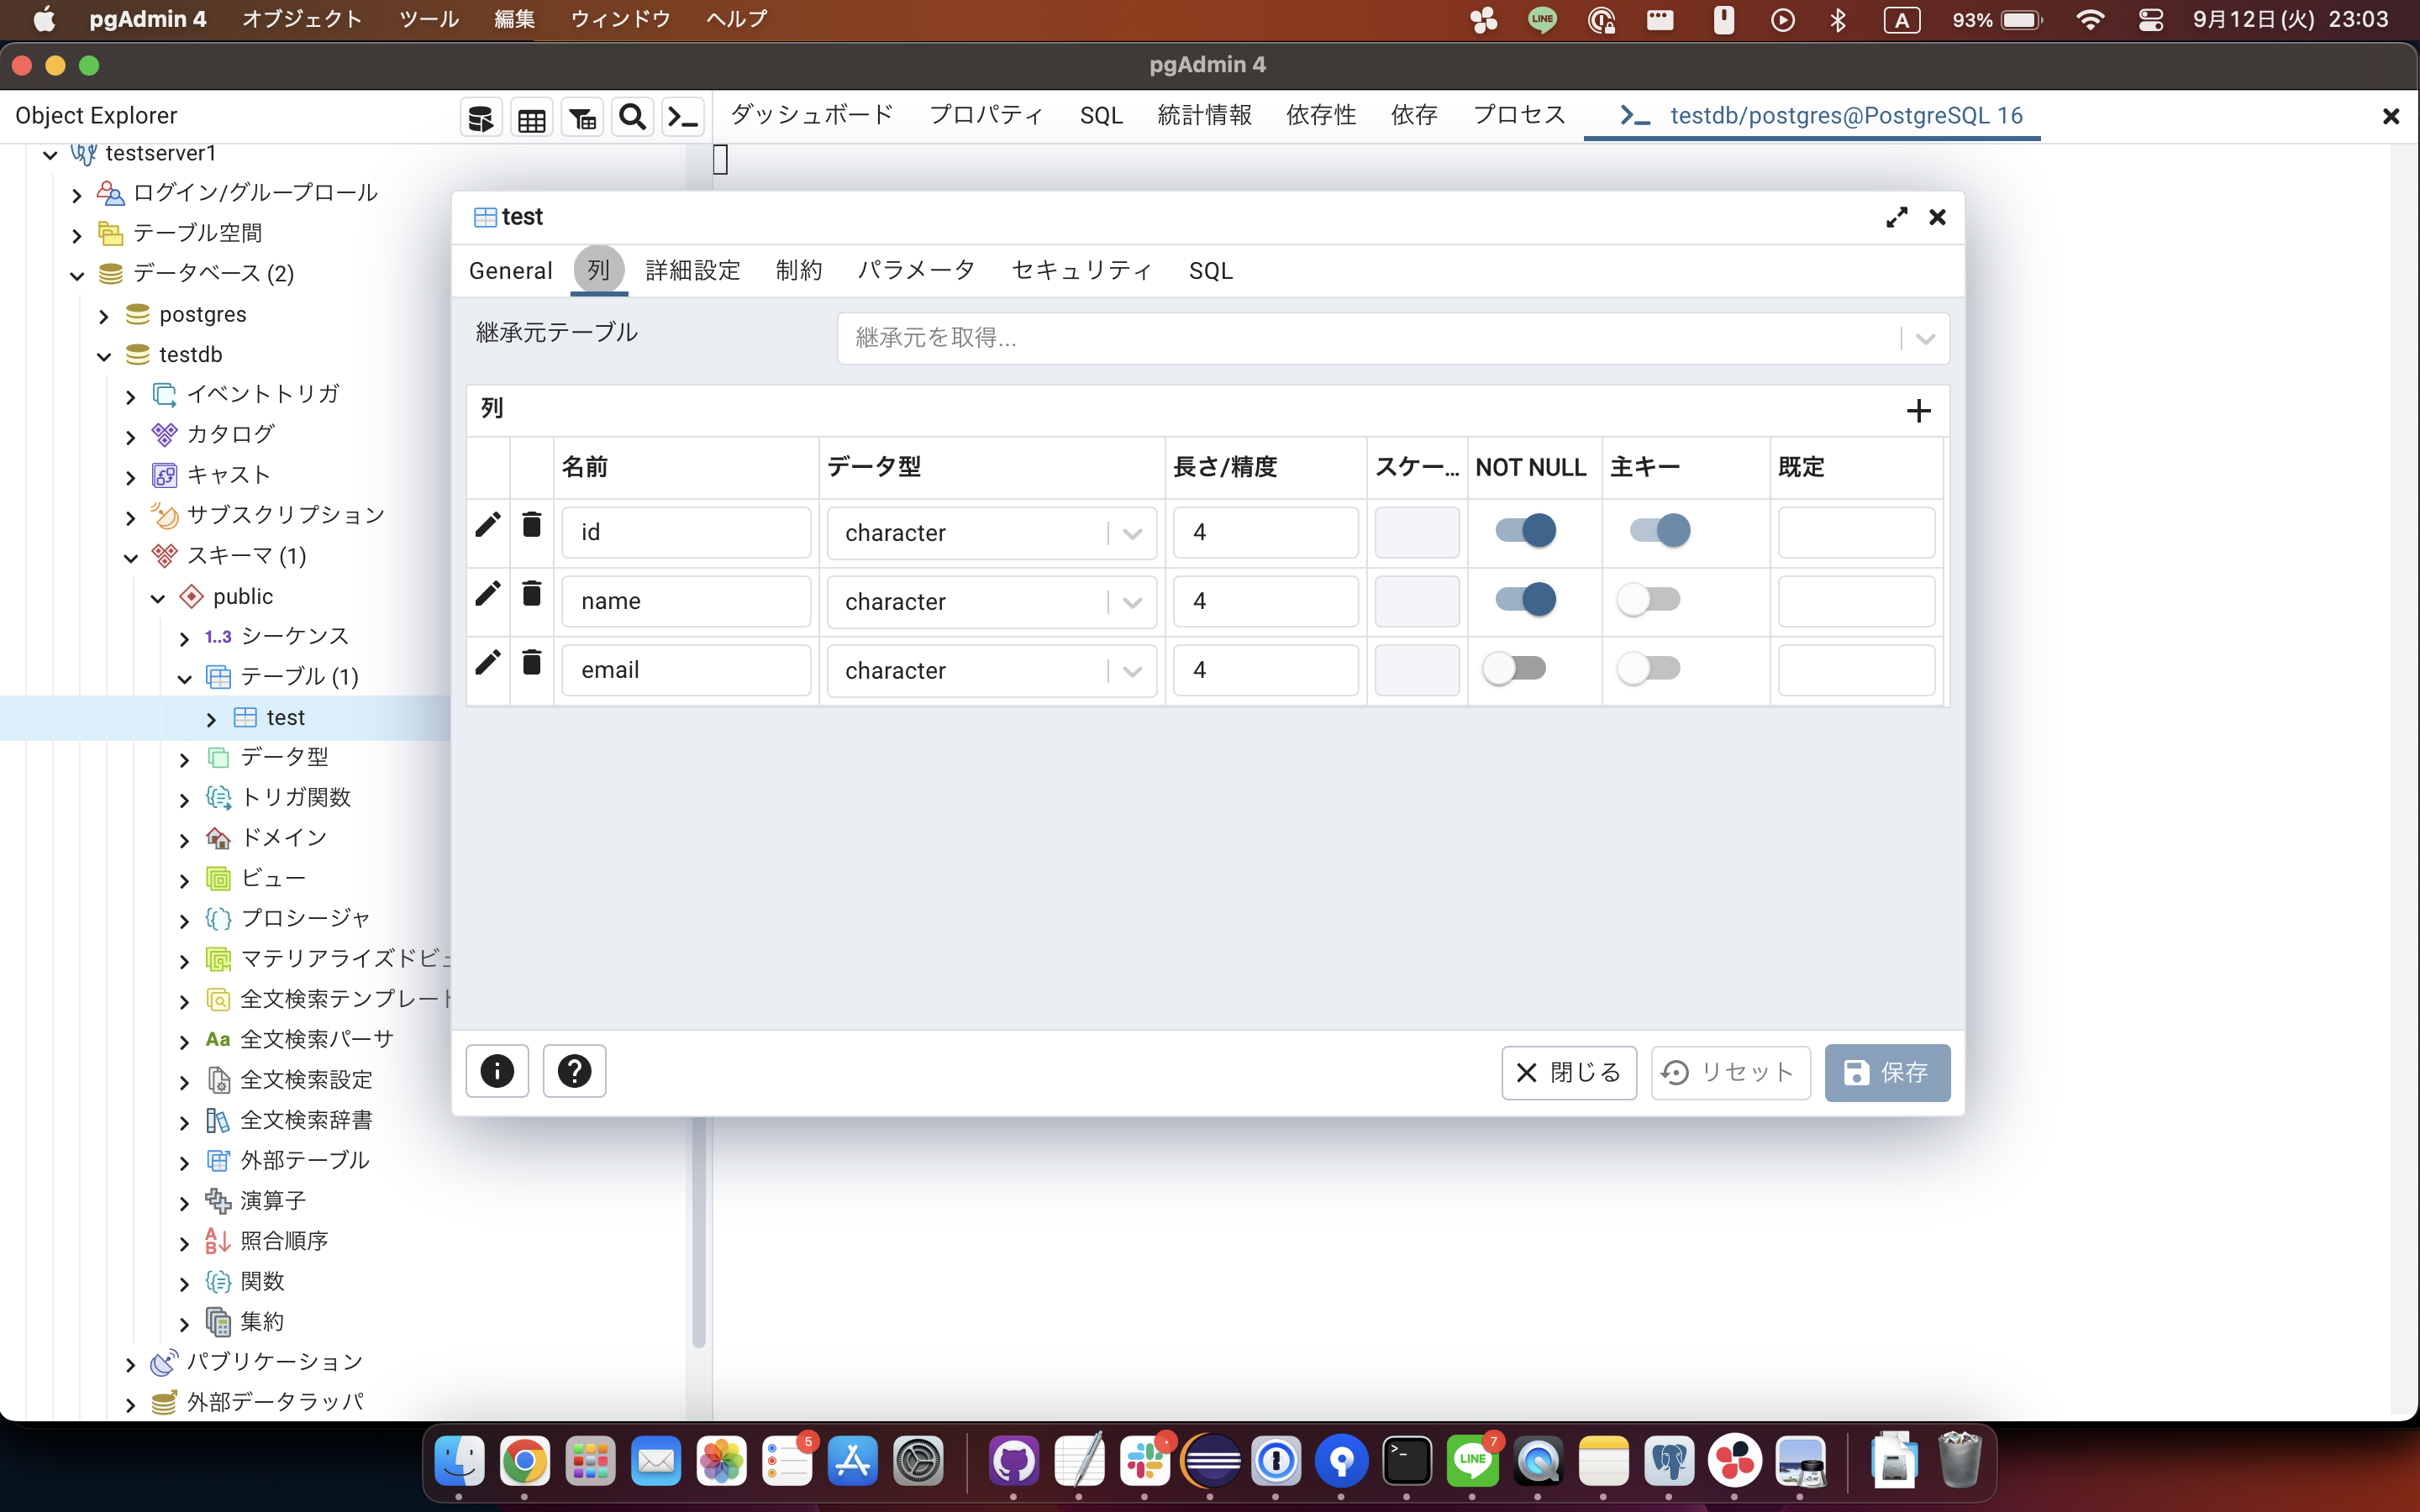 pgAdmin 4 オブジェクト ツール 編集 ウィンドウ ヘルプ LINE A 93% 9月12日(火) 23:03
pgAdmin 4
Object Explorer
ダッシュボード プロパティ SQL 統計情報 依存性 依存 プロセス testdb/postgres@PostgreSQL 16
testserver1
ログイン/グループロール
テーブル空間
データベース (2)
postgres
testdb
イベントトリガ
カタログ
キャスト
サブスクリプション
スキーマ (1)
public
1..3 シーケンス
テーブル (1)
test
データ型
トリガ関数
ドメイン
ビュー
プロシージャ
マテリアライズドビュ
全文検索テンプレート
Aa 全文検索パーサ
全文検索設定
全文検索辞書
外部テーブル
演算子
照合順序
関数
集約
パブリケーション
外部データラッパ
test
General 列 詳細設定 制約 パラメータ セキュリティ SQL
継承元テーブル 継承元を取得...
列
名前 データ型 長さ/精度 スケー... NOT NULL 主キー 既定
id character 4
name character 4
email character 4
閉じる リセット 保存
5 7
LINE